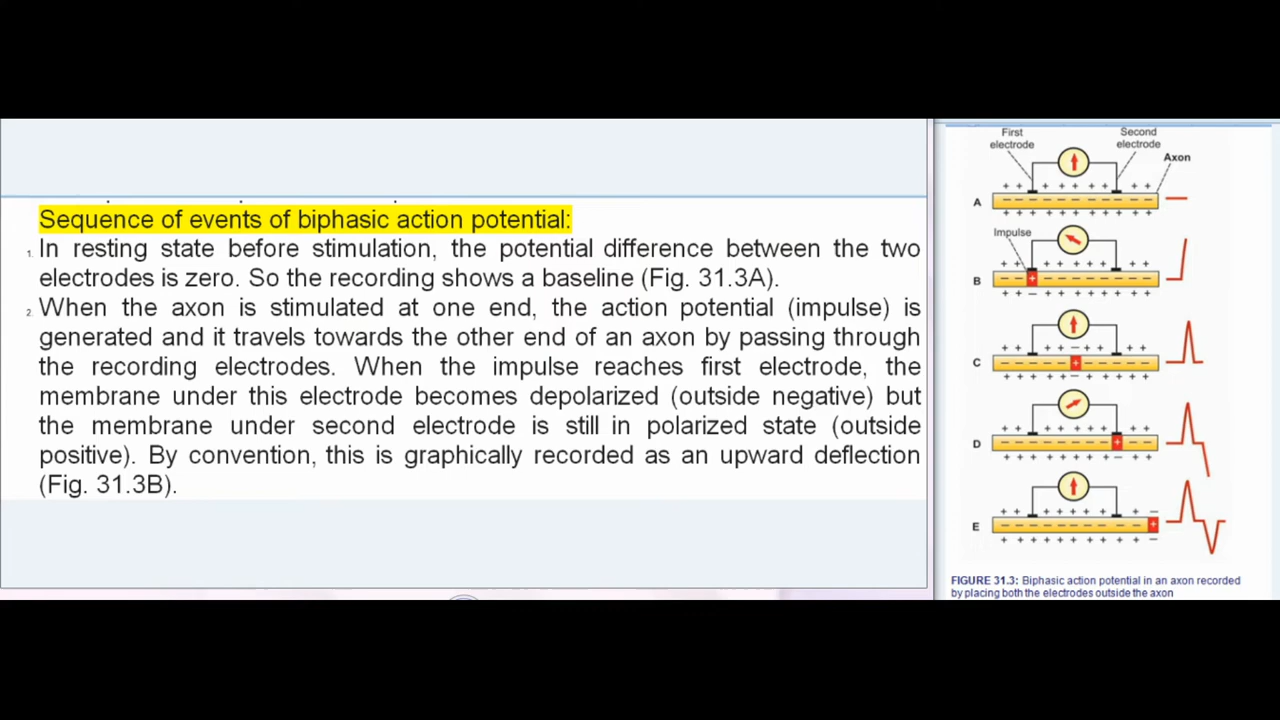 Sequence of events of biphasic action potential:
1. In resting state before stimulation, the potential difference between the two
electrodes is zero. So the recording shows a baseline (Fig. 31.3A).
2. When the axon is stimulated at one end, the action potential (impulse) is
generated and it travels towards the other end of an axon by passing through
the recording electrodes. When the impulse reaches first electrode, the
membrane under this electrode becomes depolarized (outside negative) but
the membrane under second electrode is still in polarized state (outside
positive). By convention, this is graphically recorded as an upward deflection
(Fig. 31.3B).
First
electrode
Second
electrode
Axon
A
Impulse
B
C
D
E
FIGURE 31.3: Biphasic action potential in an axon recorded
by placing both the electrodes outside the axon